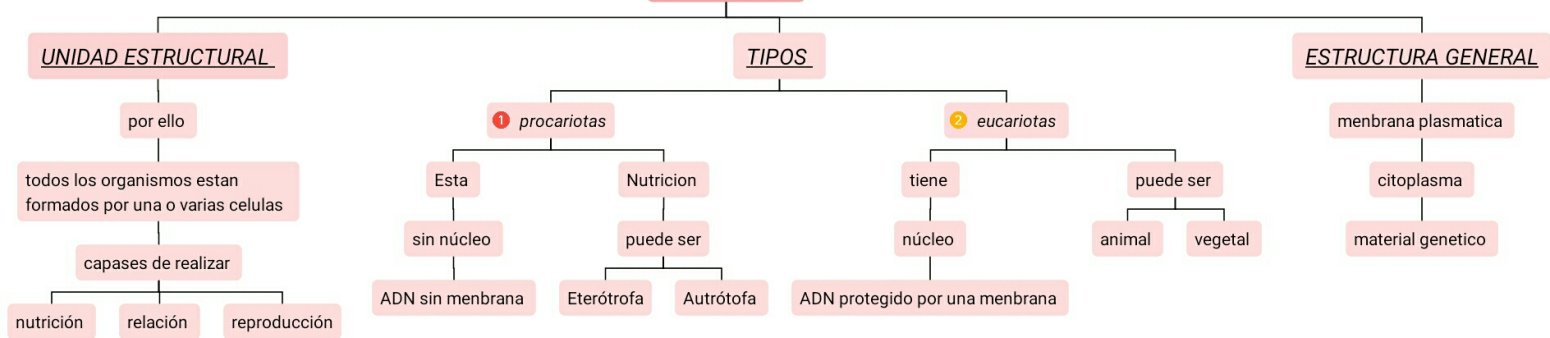 UNIDAD ESTRUCTURAL
TIPOS
ESTRUCTURA GENERAL
por ello
1 procariotas
2 eucariotas
menbrana plasmatica
todos los organismos estan
formados por una o varias celulas
Esta
Nutricion
tiene
puede ser
citoplasma
sin núcleo
puede ser
núcleo
animal
vegetal
material genetico
capases de realizar
ADN sin menbrana
Eterótrofa
Autrótofa
ADN protegido por una menbrana
nutrición
relación
reproducción